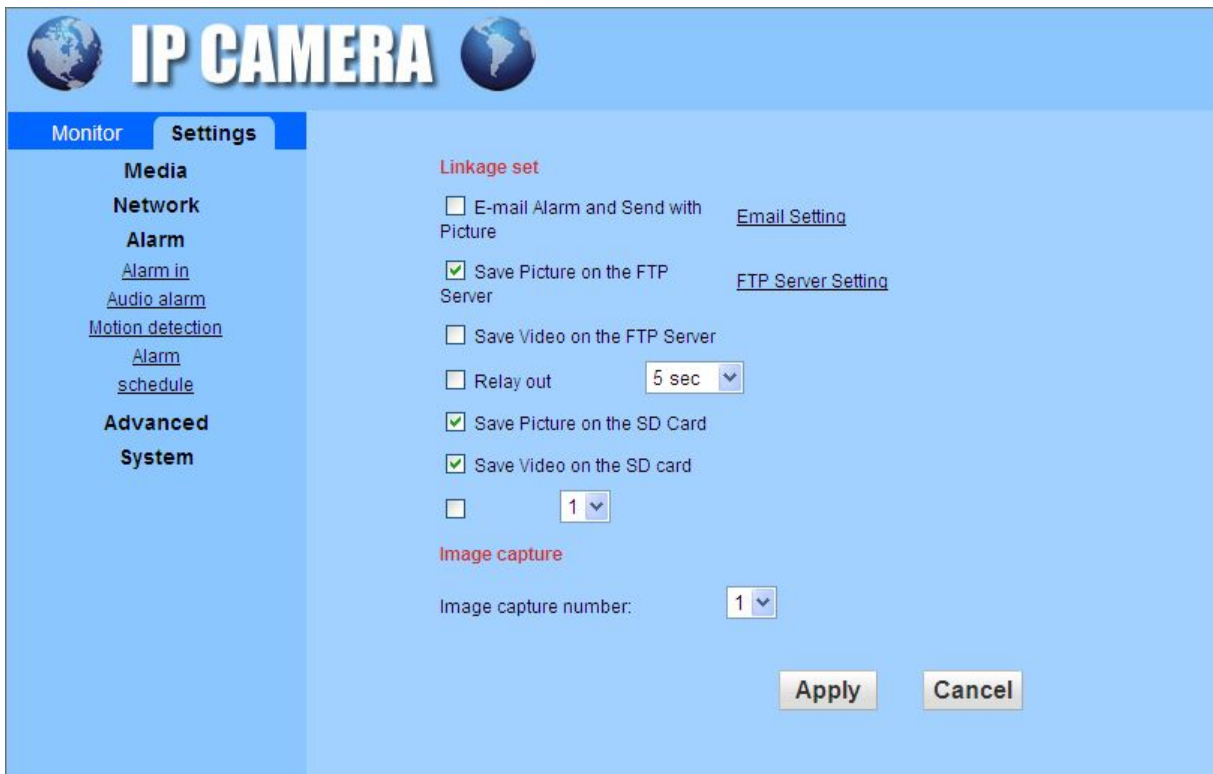 IP CAMERA
Monitor
Settings
Media
Network
Alarm
Alarm in
Audio alarm
Motion detection
Alarm
schedule
Advanced
System
Linkage set
E-mail Alarm and Send with
Picture
Email Setting
Save Picture on the FTP
Server
FTP Server Setting
Save Video on the FTP Server
Relay out
5 sec
Save Picture on the SD Card
Save Video on the SD card
1
Image capture
Image capture number:
1
Apply
Cancel